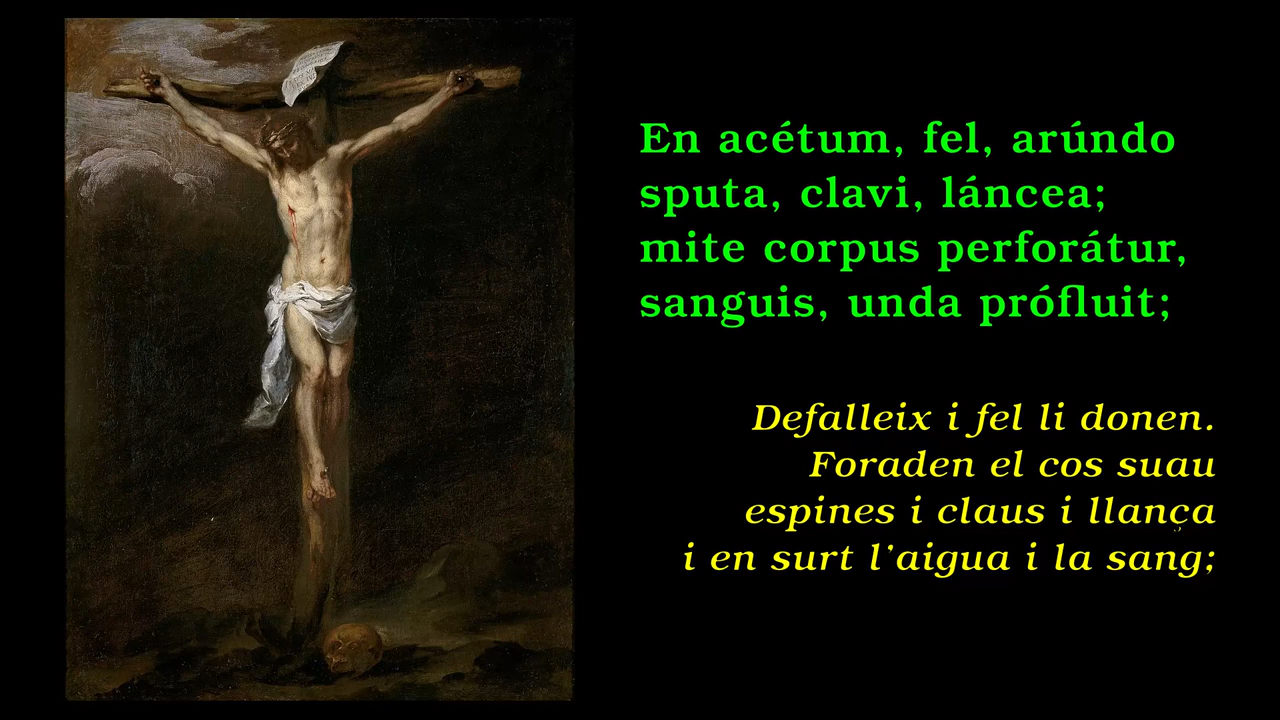 En acétum, fel, arúndo
sputa, clavi, láncea;
mite corpus perforátur,
sanguis, unda prófluit;
Defalleix i fel li donen.
Foraden el cos suau
espines i claus i llança
i en surt l'aigua i la sang;